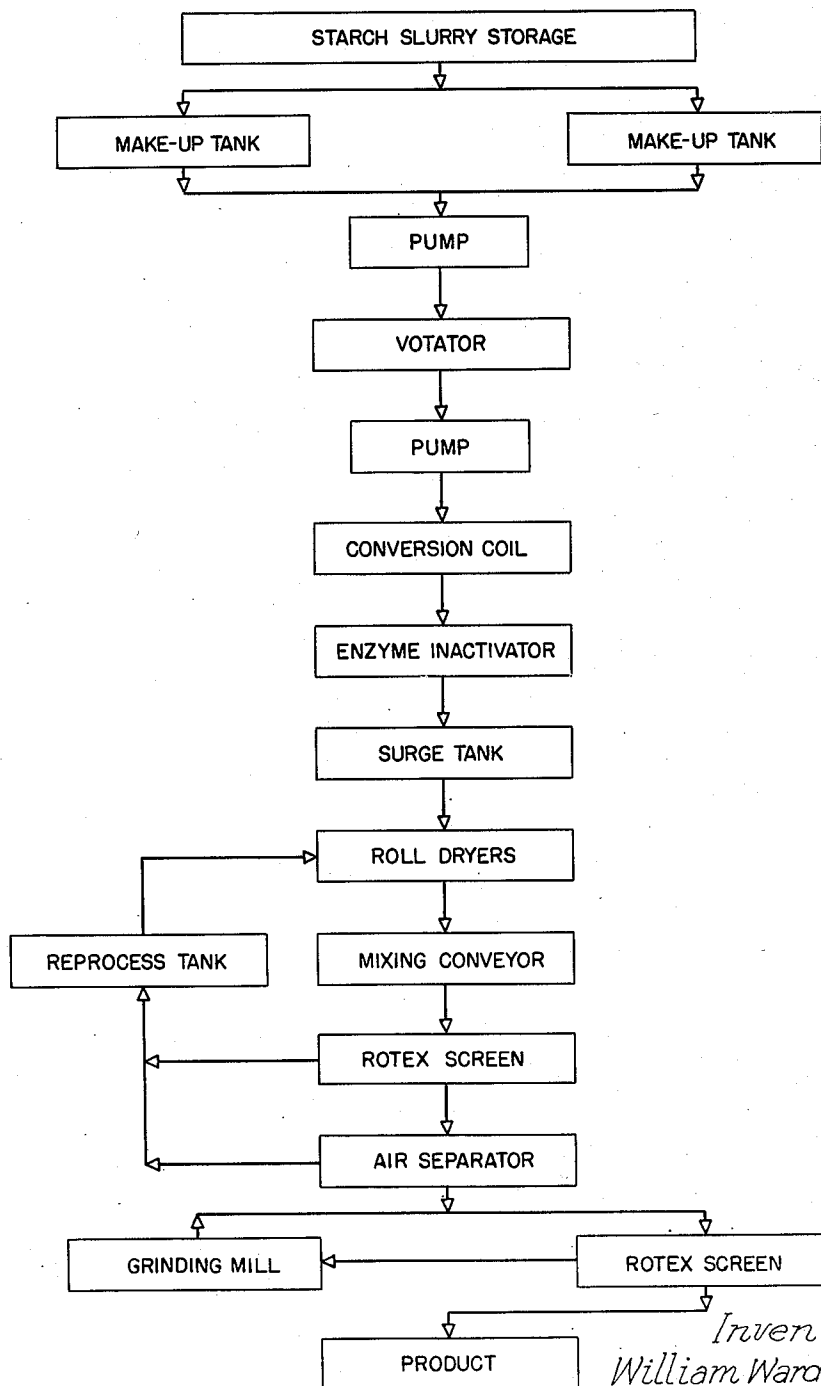 STARCH SLURRY STORAGE
MAKE-UP TANK
MAKE-UP TANK
PUMP
VOTATOR
PUMP
CONVERSION COIL
ENZYME INACTIVATOR
SURGE TANK
ROLL DRYERS
REPROCESS TANK
MIXING CONVEYOR
ROTEX SCREEN
AIR SEPARATOR
GRINDING MILL
ROTEX SCREEN
PRODUCT
Inven
William Ward